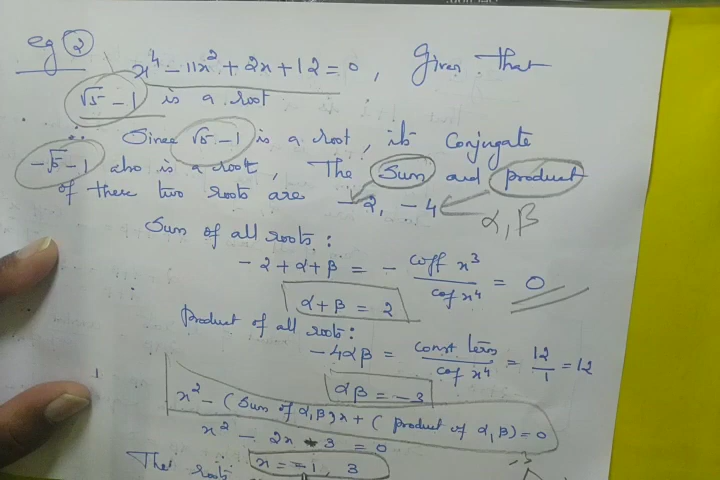 eg ②
x⁴ - 11x² + 2x + 12 = 0, Given that
√5 - 1 is a root
∴ Since √5 - 1 is a root, its Conjugate
-√5 - 1 also is a root, The Sum and product
of these two roots are -2, -4
α, β
Sum of all roots:
-2 + α + β = - coff x³ / cof x⁴ = 0
α + β = 2
Product of all roots:
-4αβ = const term / cof x⁴ = 12/1 = 12
αβ = -3
x² - (Sum of α, β)x + (product of α, β) = 0
x² - 2x - 3 = 0
The roots x = -1, 3